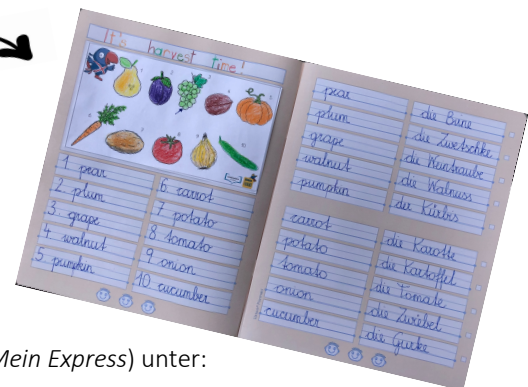 It's harvest time!
1. pear
2. plum
3. grape
4. walnut
5. pumpkin
6 carrot
7 potato
8 tomato
9 onion
10 cucumber
pear
plum
grape
walnut
pumpkin
die Birne
die Zwetschke
die Weintraube
die Walnuss
der Kürbis
carrot
potato
tomato
onion
cucumber
die Karotte
die Kartoffel
die Tomate
die Zwiebel
die Gurke
Mein Express) unter: